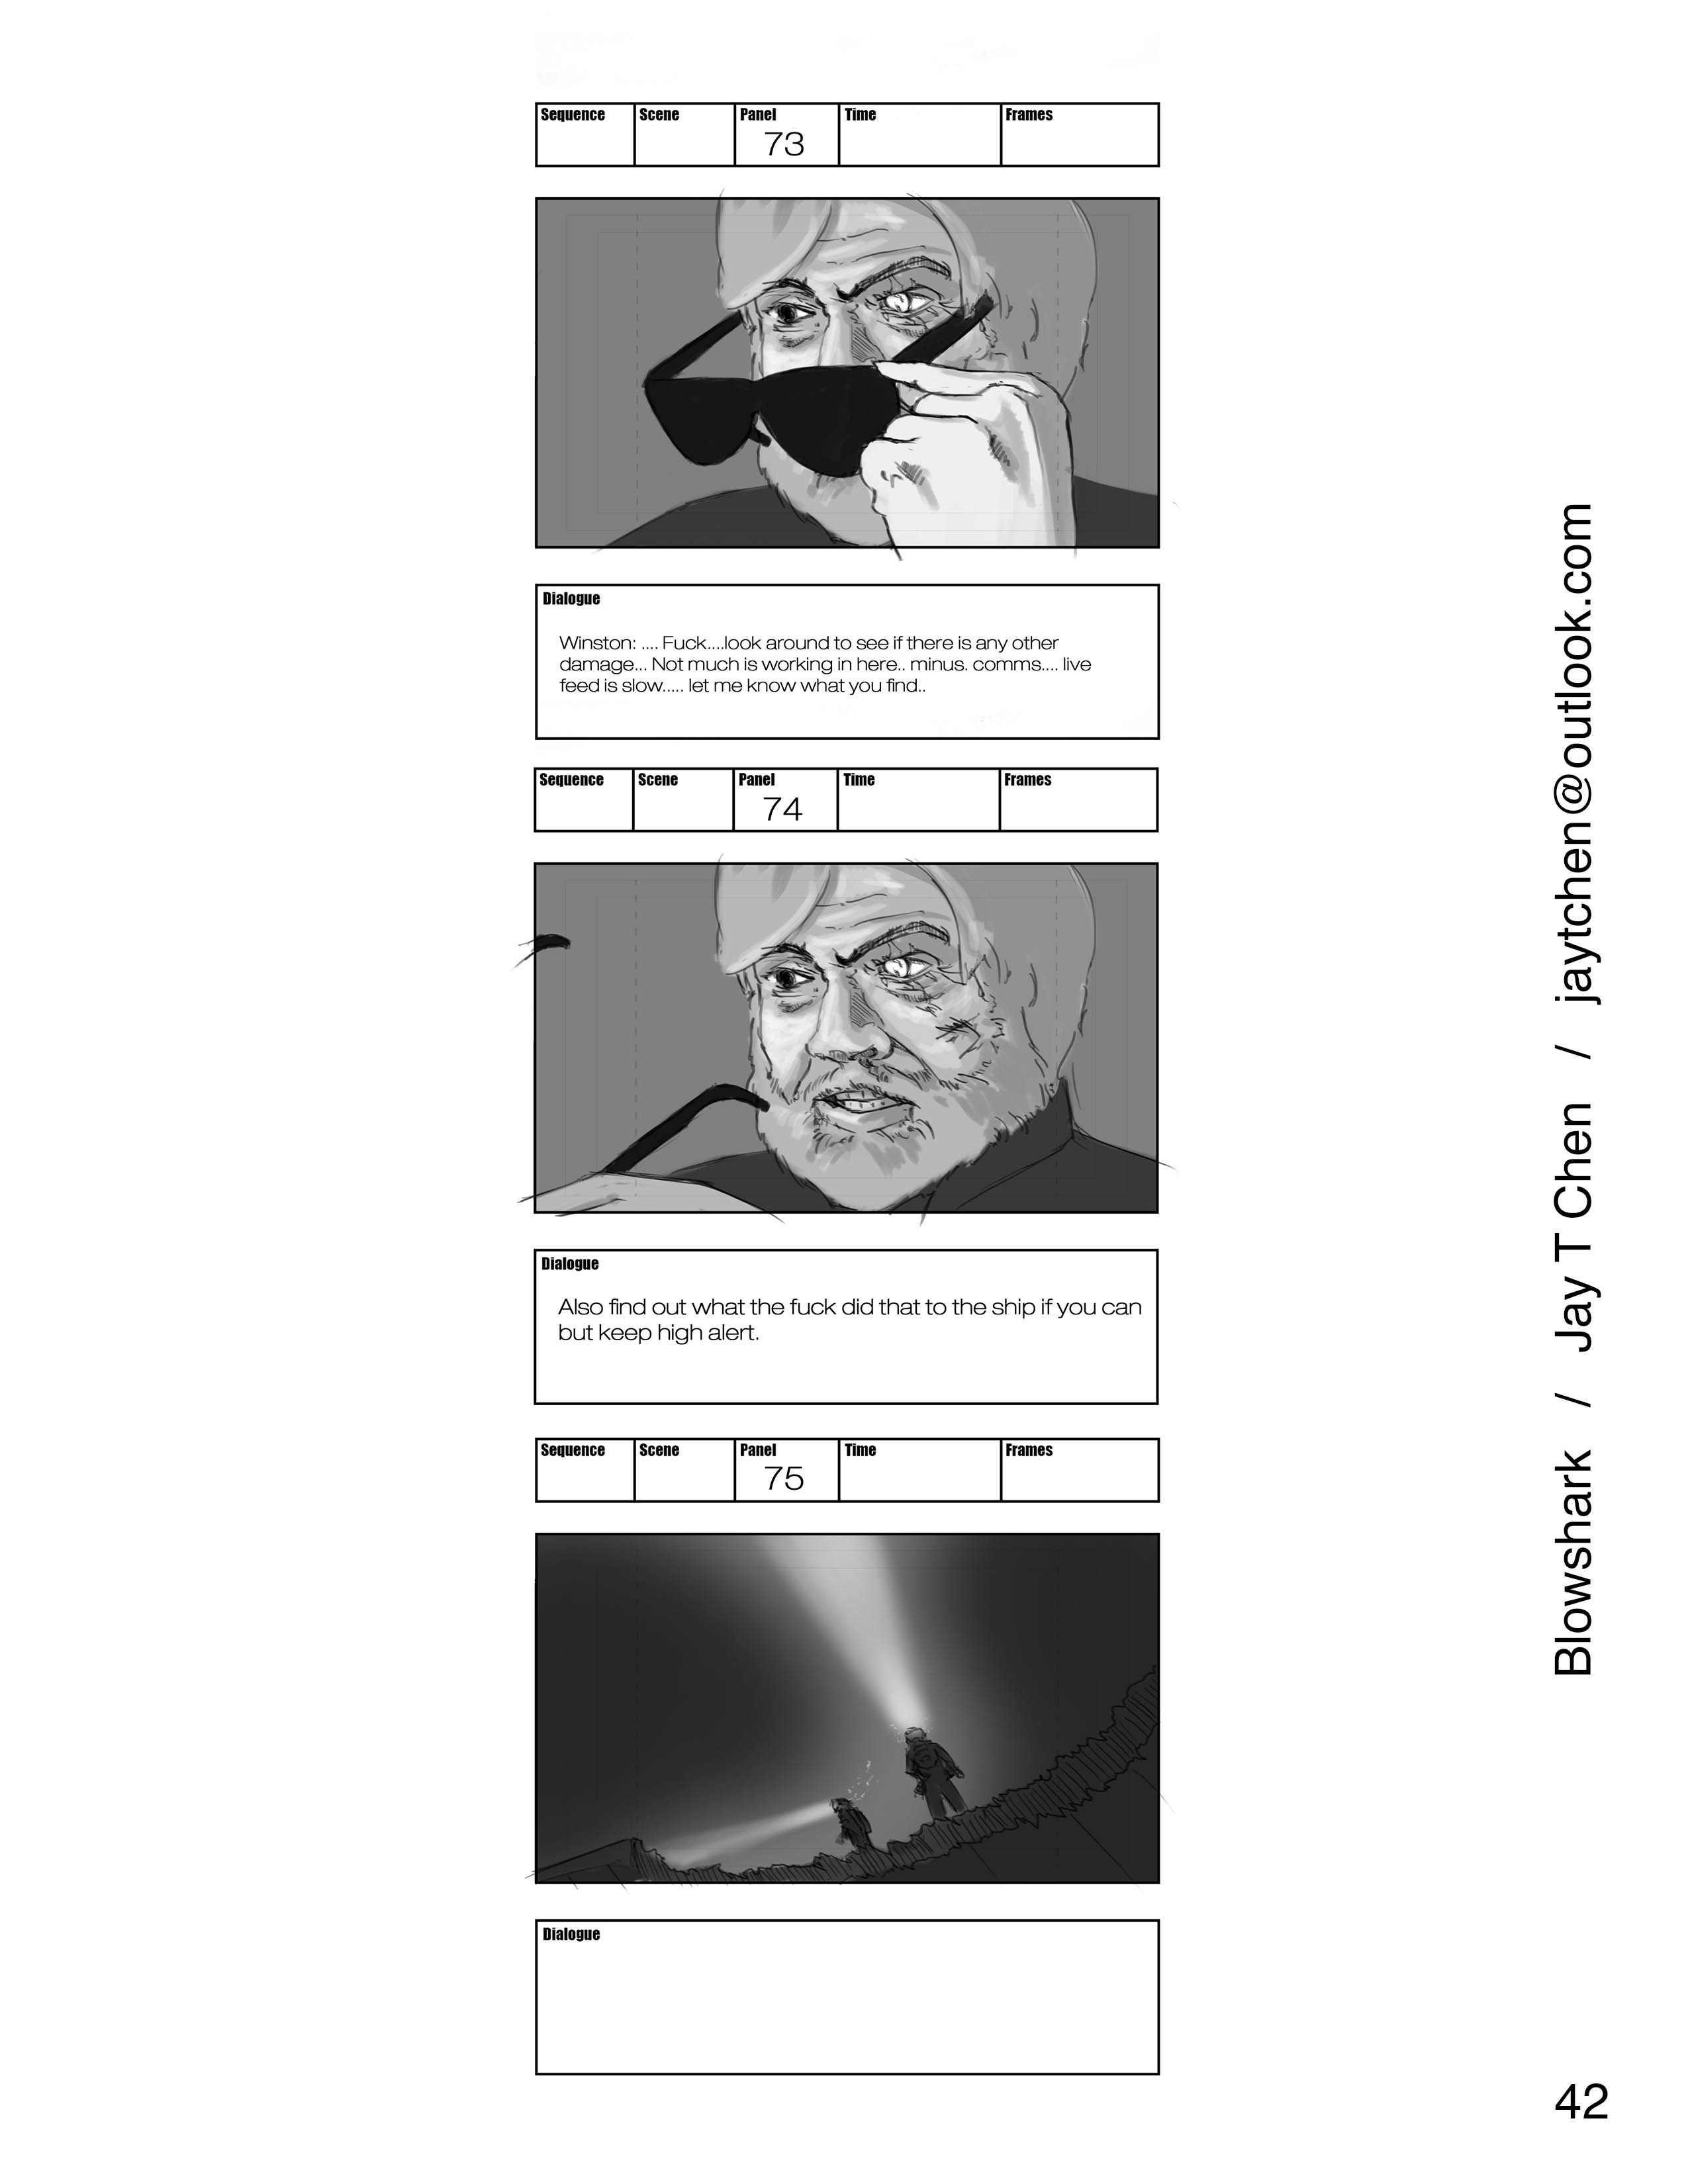 Sequence Scene Panel Time Frames
73
Dialogue
Winston: .... Fuck....look around to see if there is any other
damage... Not much is working in here.. minus. comms.... live
feed is slow..... let me know what you find..
Sequence Scene Panel Time Frames
74
Dialogue
Also find out what the fuck did that to the ship if you can
but keep high alert.
Sequence Scene Panel Time Frames
75
Dialogue
Blowshark / Jay T Chen / jaytchen@outlook.com
42